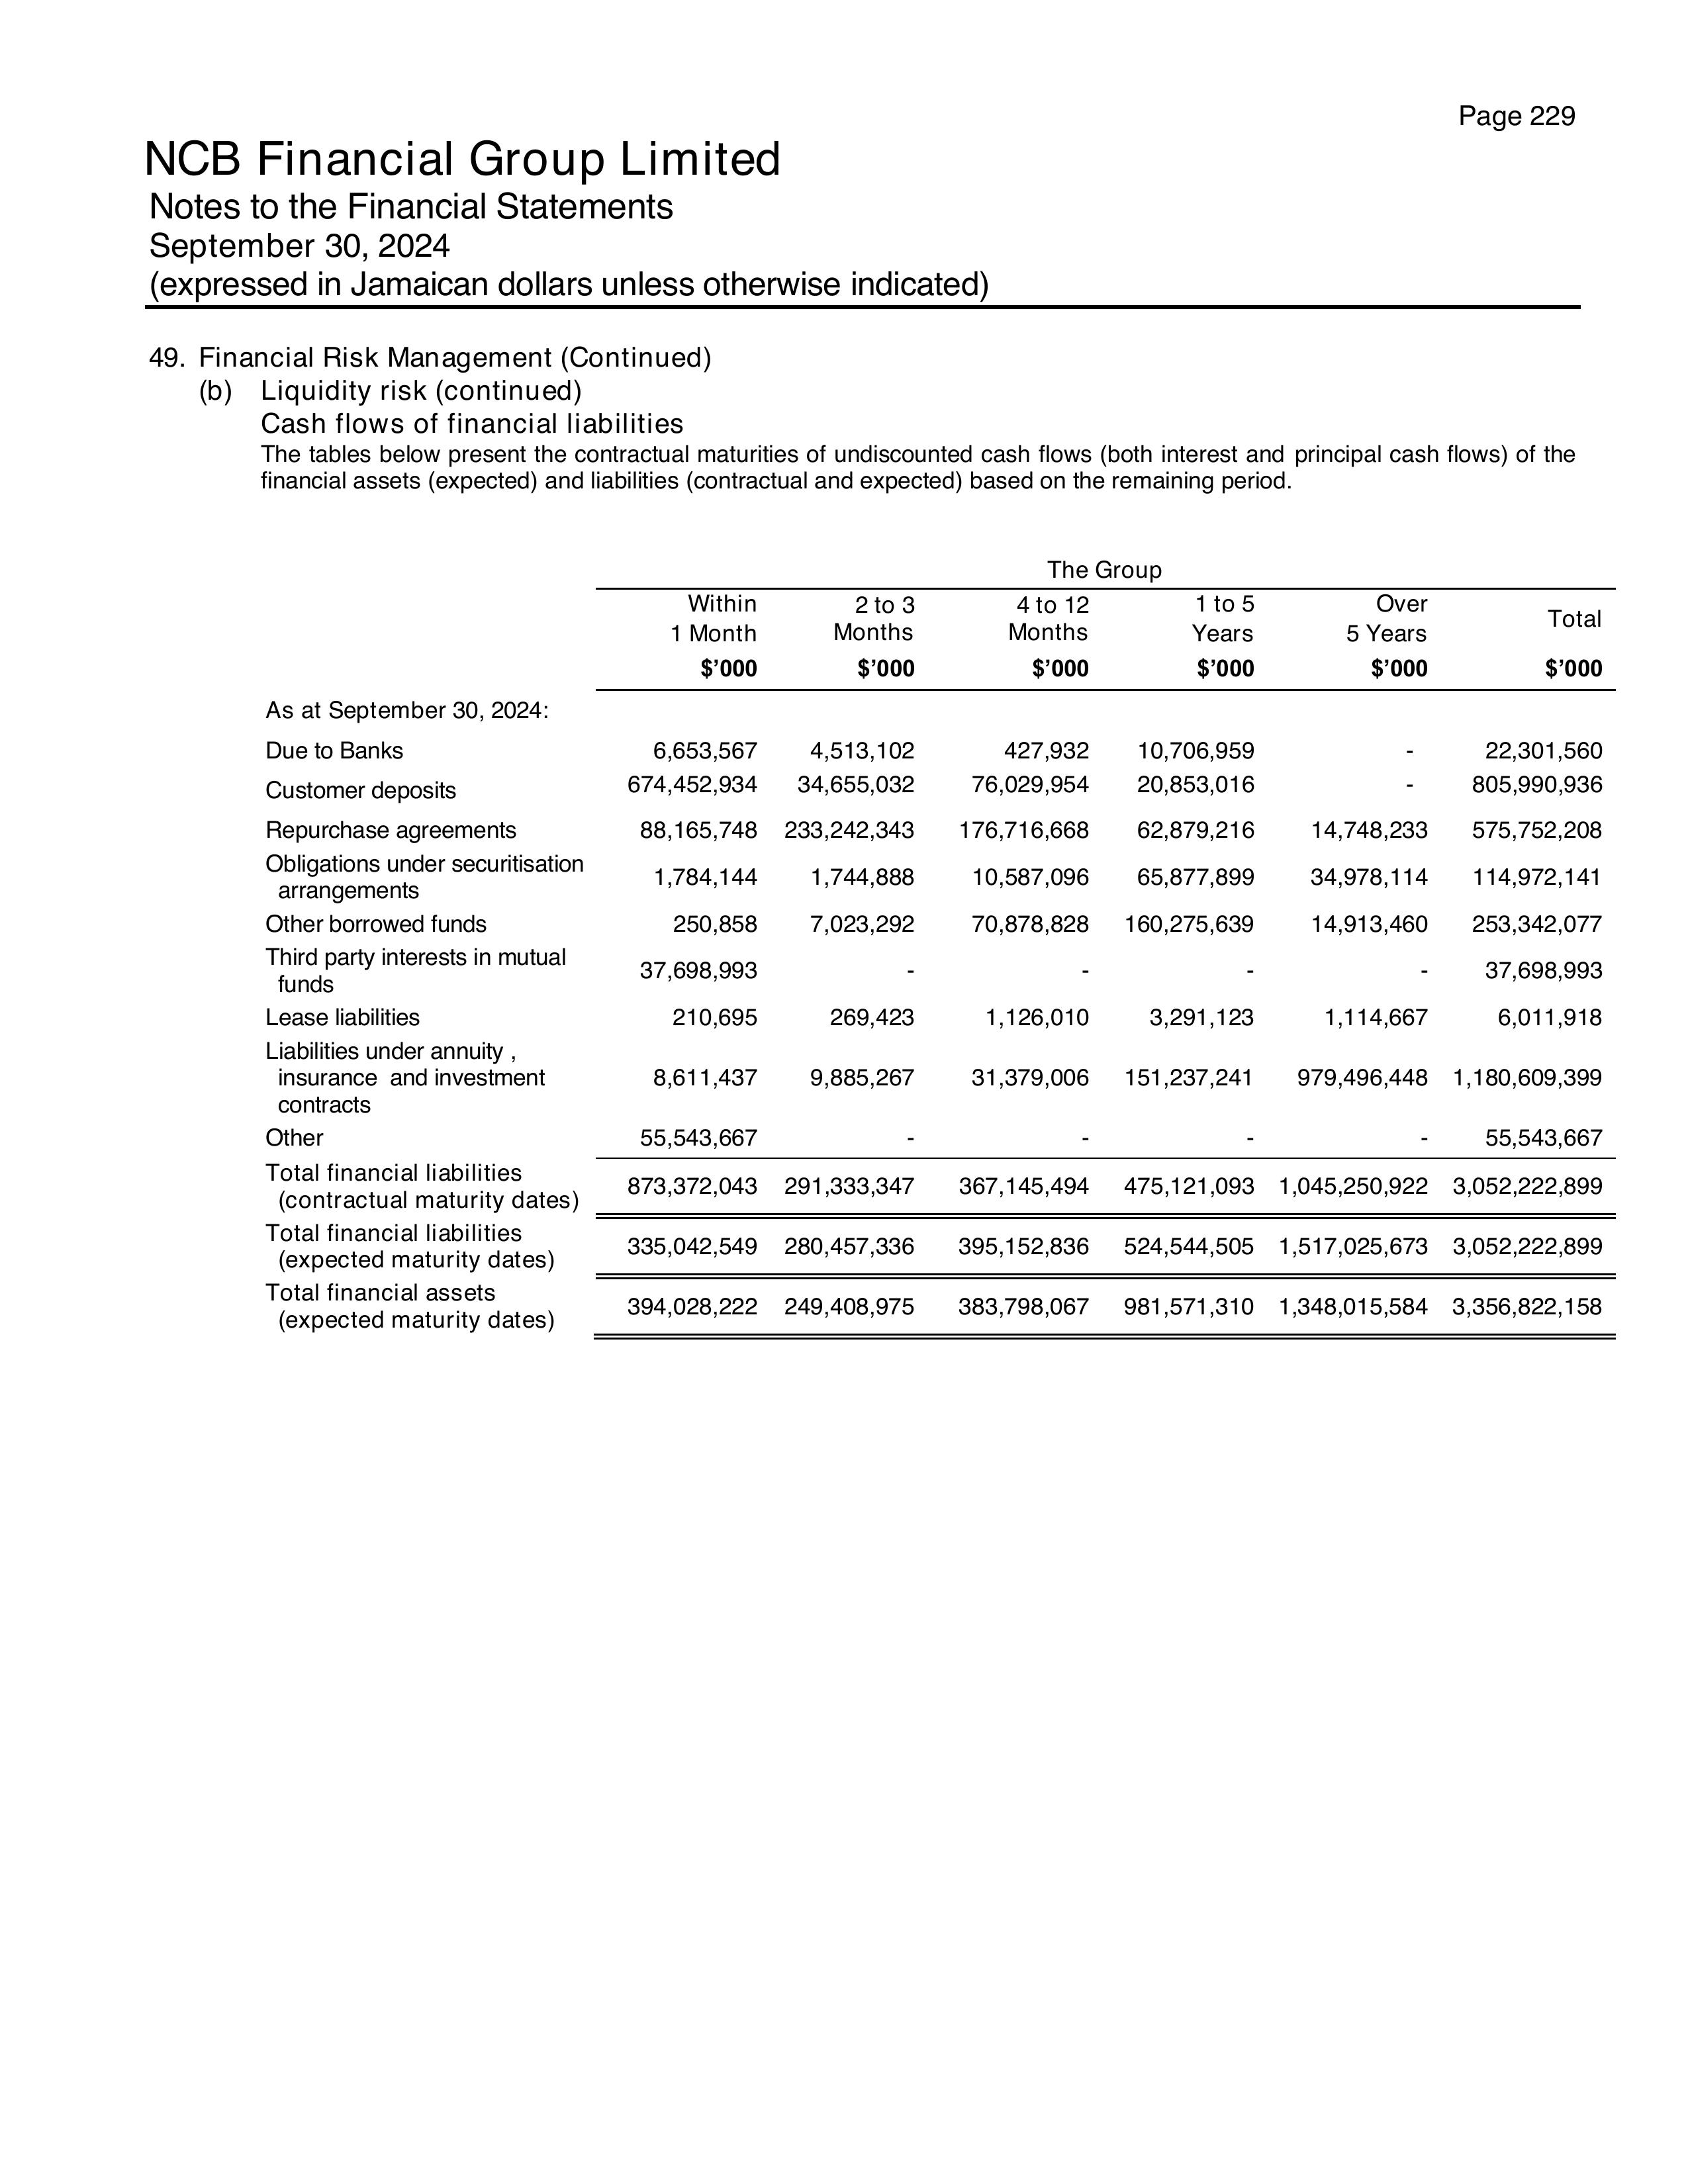 Page 229
NCB Financial Group Limited
Notes to the Financial Statements
September 30, 2024
(expressed in Jamaican dollars unless otherwise indicated)
49. Financial Risk Management (Continued)
(b) Liquidity risk (continued)
Cash flows of financial liabilities
The tables below present the contractual maturities of undiscounted cash flows (both interest and principal cash flows) of the
financial assets (expected) and liabilities (contractual and expected) based on the remaining period.
The Group
Within 2 to 3 4 to 12 1 to 5 Over Total
1 Month Months Months Years 5 Years
$’000 $’000 $’000 $’000 $’000 $’000
As at September 30, 2024:
Due to Banks 6,653,567 4,513,102 427,932 10,706,959 - 22,301,560
Customer deposits 674,452,934 34,655,032 76,029,954 20,853,016 - 805,990,936
Repurchase agreements 88,165,748 233,242,343 176,716,668 62,879,216 14,748,233 575,752,208
Obligations under securitisation
arrangements 1,784,144 1,744,888 10,587,096 65,877,899 34,978,114 114,972,141
Other borrowed funds 250,858 7,023,292 70,878,828 160,275,639 14,913,460 253,342,077
Third party interests in mutual
funds 37,698,993 - - - - 37,698,993
Lease liabilities 210,695 269,423 1,126,010 3,291,123 1,114,667 6,011,918
Liabilities under annuity ,
insurance and investment 8,611,437 9,885,267 31,379,006 151,237,241 979,496,448 1,180,609,399
contracts
Other 55,543,667 - - - - 55,543,667
Total financial liabilities
(contractual maturity dates) 873,372,043 291,333,347 367,145,494 475,121,093 1,045,250,922 3,052,222,899
Total financial liabilities
(expected maturity dates) 335,042,549 280,457,336 395,152,836 524,544,505 1,517,025,673 3,052,222,899
Total financial assets
(expected maturity dates) 394,028,222 249,408,975 383,798,067 981,571,310 1,348,015,584 3,356,822,158